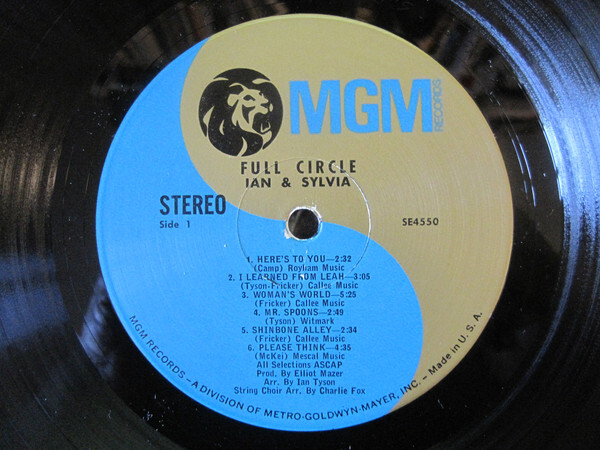 MGM
RECORDS
FULL CIRCLE
IAN & SYLVIA
STEREO
Side 1
SE4550
1. HERE'S TO YOU—2:32
(Camp) Royham Music
2. I LEARNED FROM LEAH—3:05
(Tyson-Fricker) Callee Music
3. WOMAN'S WORLD—5:25
(Fricker) Callee Music
4. MR. SPOONS—2:49
(Tyson) Witmark
5. SHINBONE ALLEY—2:34
(Fricker) Callee Music
6. PLEASE THINK—4:35
(McKei) Mescal Music
All Selections ASCAP
Prod. By Elliot Mazer
Arr. By Ian Tyson
String Choir Arr. By Charlie Fox
MGM RECORDS – A DIVISION OF METRO-GOLDWYN-MAYER, INC. – Made in U. S. A.